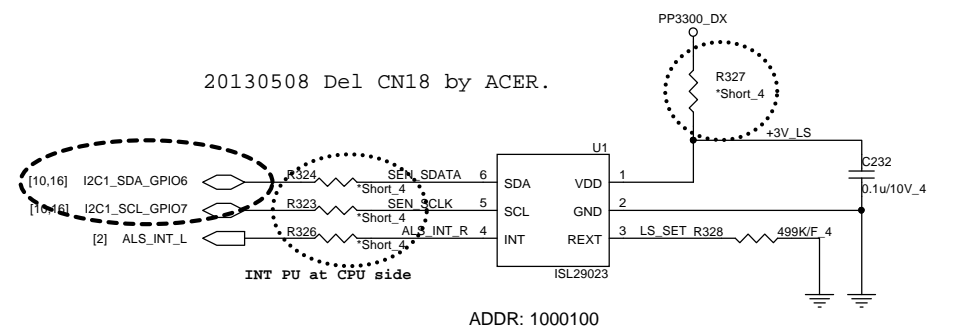 PP3300_DX
20130508 Del CN18 by ACER.
R327
*Short_4
+3V_LS
U1
C232
0.1u/10V_4
[10,16] I2C1_SDA_GPIO6 R324 *Short_4 SEN_SDATA 6 SDA VDD 1
[10,16] I2C1_SCL_GPIO7 R323 *Short_4 SEN_SCLK 5 SCL GND 2
[2] ALS_INT_L R326 *Short_4 ALS_INT_R 4 INT REXT 3 LS_SET R328 499K/F_4
INT PU at CPU side
ISL29023
ADDR: 1000100